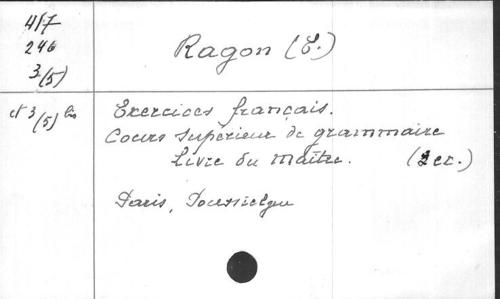 417
246
3(5)
Ragon (E.)
et 3/(5) bis
Exercices français.
Cours supérieur de grammaire
Livre du maître. (2 ex.)
Paris, Poussielgue